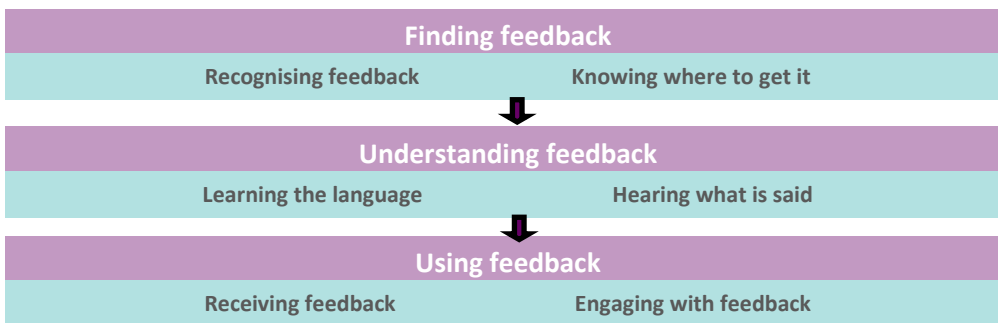 Finding feedback
Recognising feedback Knowing where to get it
Understanding feedback
Learning the language Hearing what is said
Using feedback
Receiving feedback Engaging with feedback